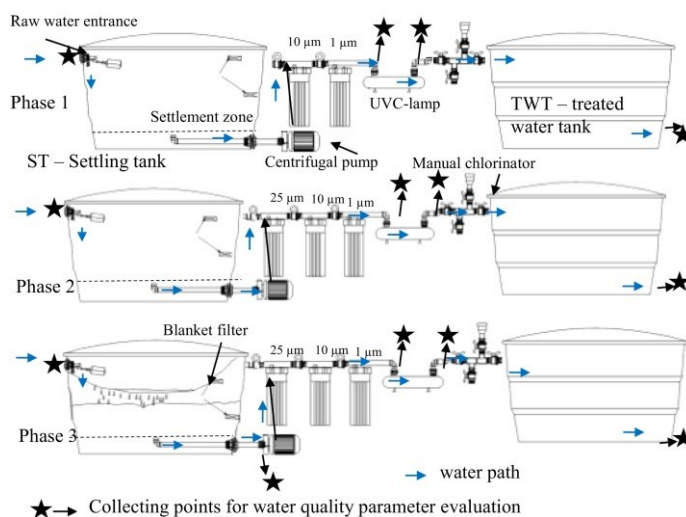 Raw water entrance
10 µm
1 µm
Phase 1
UVC-lamp
TWT – treated
water tank
Settlement zone
ST – Settling tank
Centrifugal pump
Manual chlorinator
25 µm
10 µm
1 µm
Phase 2
Blanket filter
25 µm
10 µm
1 µm
Phase 3
water path
Collecting points for water quality parameter evaluation